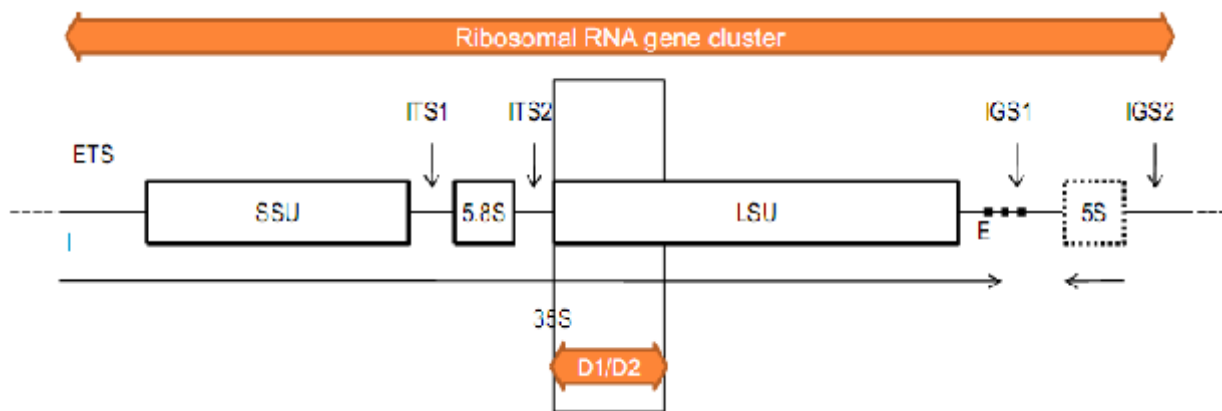 Ribosomal RNA gene cluster
ITS1 ITS2 IGS1 IGS2
ETS
SSU 5.8S LSU 5S
I E
35S
D1/D2